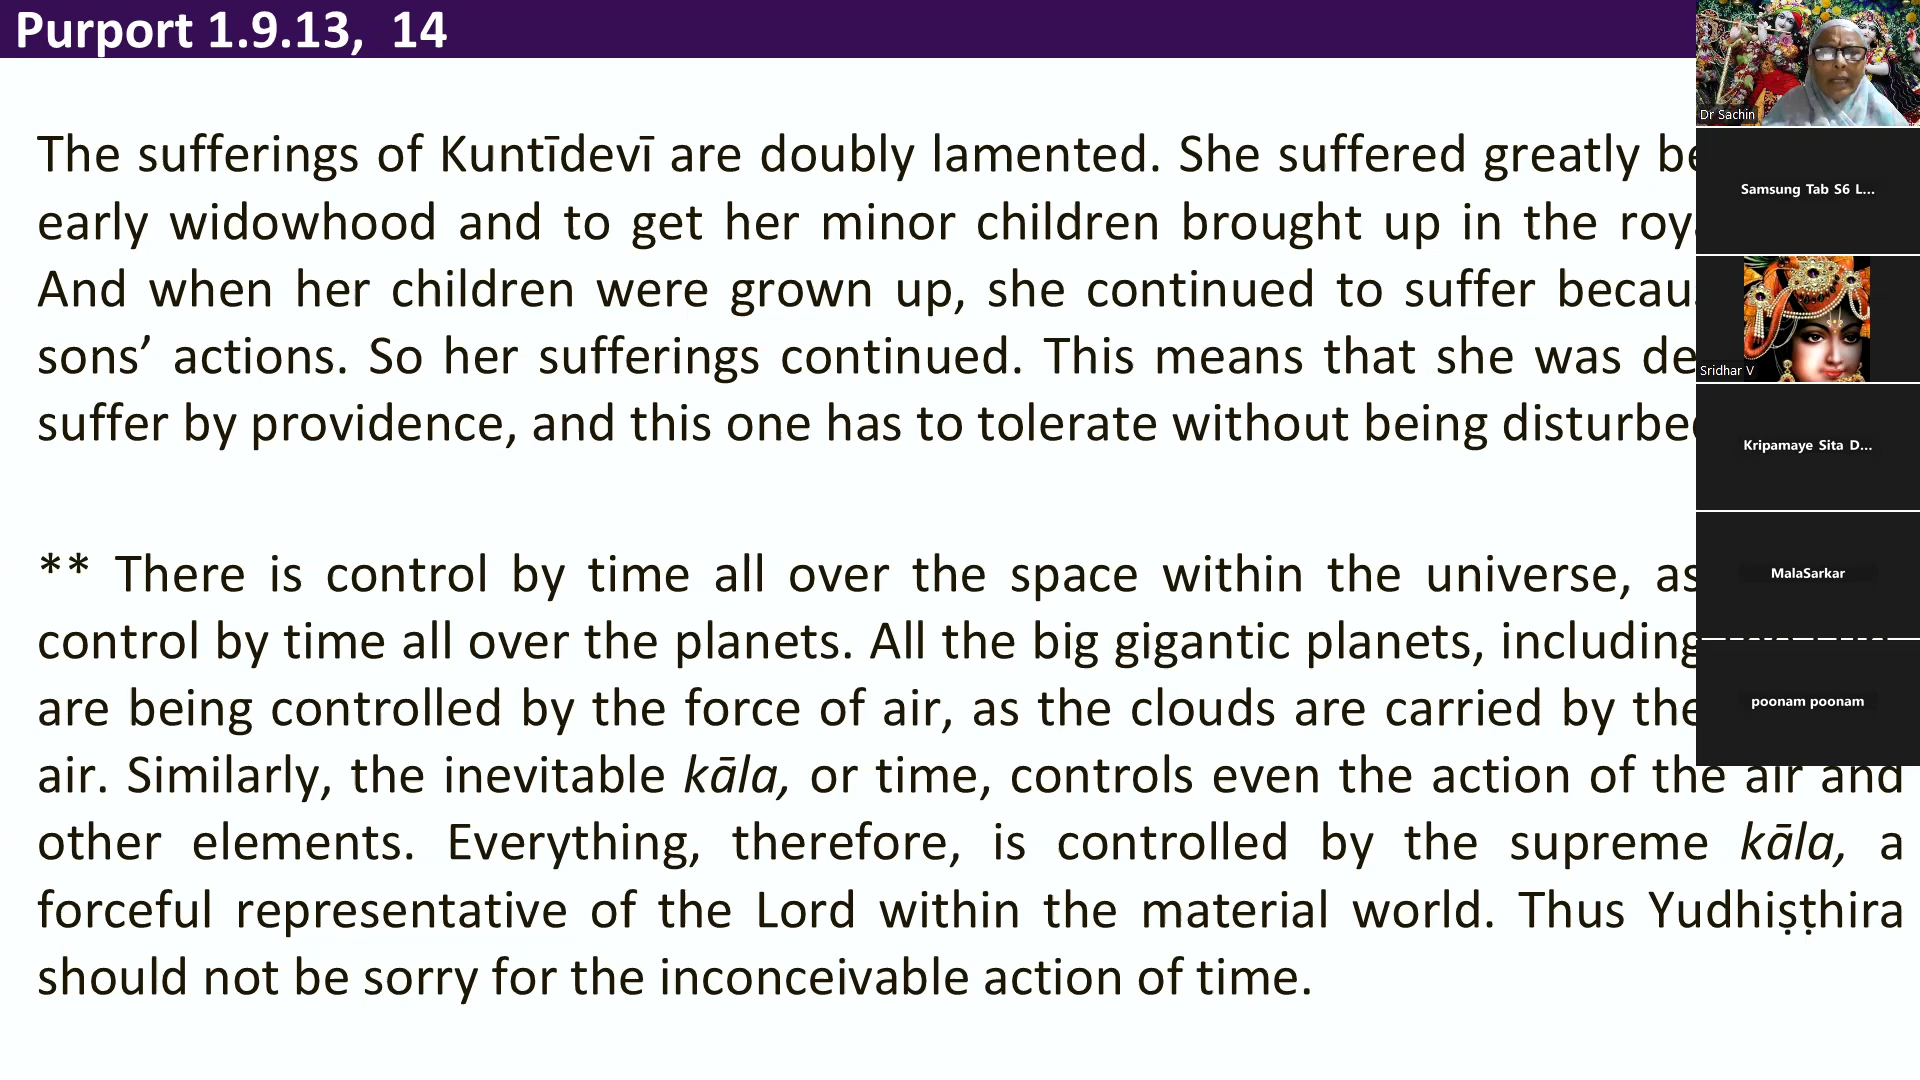 Purport 1.9.13, 14
The sufferings of Kuntīdevī are doubly lamented. She suffered greatly
early widowhood and to get her minor children brought up in the
And when her children were grown up, she continued to suffer
sons’ actions. So her sufferings continued. This means that she was
suffer by providence, and this one has to tolerate without being
** There is control by time all over the space within the universe, as
control by time all over the planets. All the big gigantic planets, including
are being controlled by the force of air, as the clouds are carried by the
air. Similarly, the inevitable kāla, or time, controls even the action of the air and
other elements. Everything, therefore, is controlled by the supreme kāla, a
forceful representative of the Lord within the material world. Thus Yudhiṣṭhira
should not be sorry for the inconceivable action of time.
Dr Sachin
Samsung Tab S6 L...
Sridhar V
Kripamaye Sita D...
MalaSarkar
poonam poonam